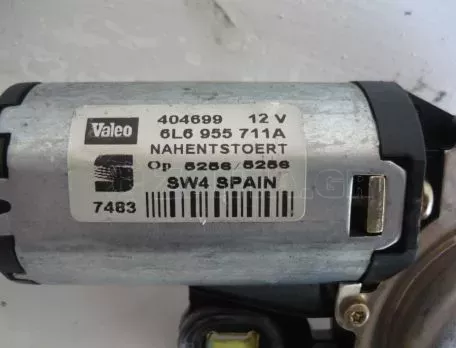 Valeo 404699 12 V
6L6 955 711A
NAHENTSTOERT
Op 5256/5256
SW4 SPAIN
7483